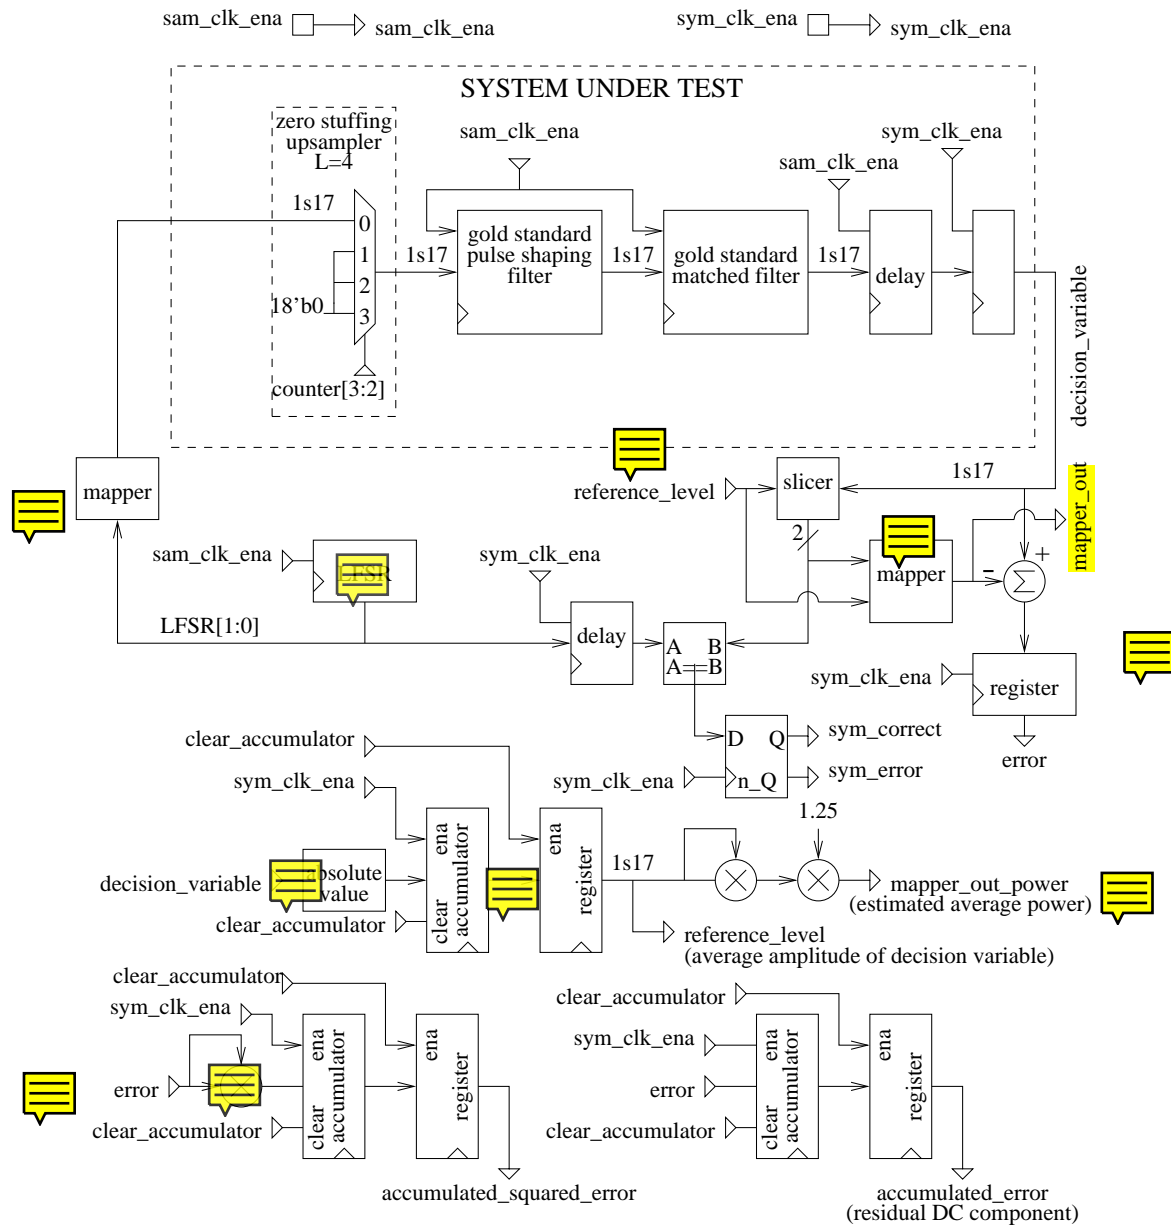 sam_clk_ena
sam_clk_ena
sym_clk_ena
sym_clk_ena
SYSTEM UNDER TEST
zero stuffing
upsampler
L=4
sam_clk_ena
sym_clk_ena
sam_clk_ena
1s17
0
1
2
3
18'b0
counter[3:2]
1s17
gold standard
pulse shaping
filter
1s17
gold standard
matched filter
1s17
delay
decision_variable
mapper
reference_level
slicer
1s17
mapper_out
2
sam_clk_ena
LFSR
sym_clk_ena
mapper
+
-
Σ
LFSR[1:0]
delay
A B
A==B
sym_clk_ena
register
error
clear_accumulator
D Q
n_Q
sym_correct
sym_error
sym_clk_ena
sym_clk_ena
1.25
decision_variable
absolute
value
clear_accumulator
ena
clear
accumulator
ena
register
1s17
mapper_out_power
(estimated average power)
reference_level
(average amplitude of decision variable)
clear_accumulator
sym_clk_ena
error
clear_accumulator
ena
clear
accumulator
ena
register
accumulated_squared_error
clear_accumulator
sym_clk_ena
error
clear_accumulator
ena
clear
accumulator
ena
register
accumulated_error
(residual DC component)